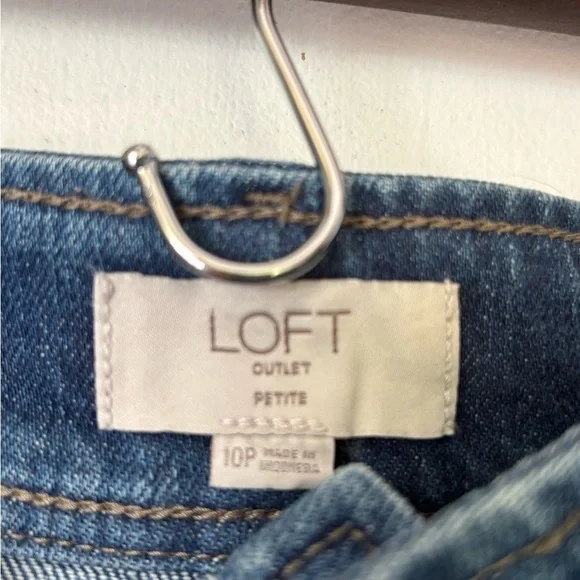 LOFT
OUTLET
PETITE
10P MADE IN
INDONESIA